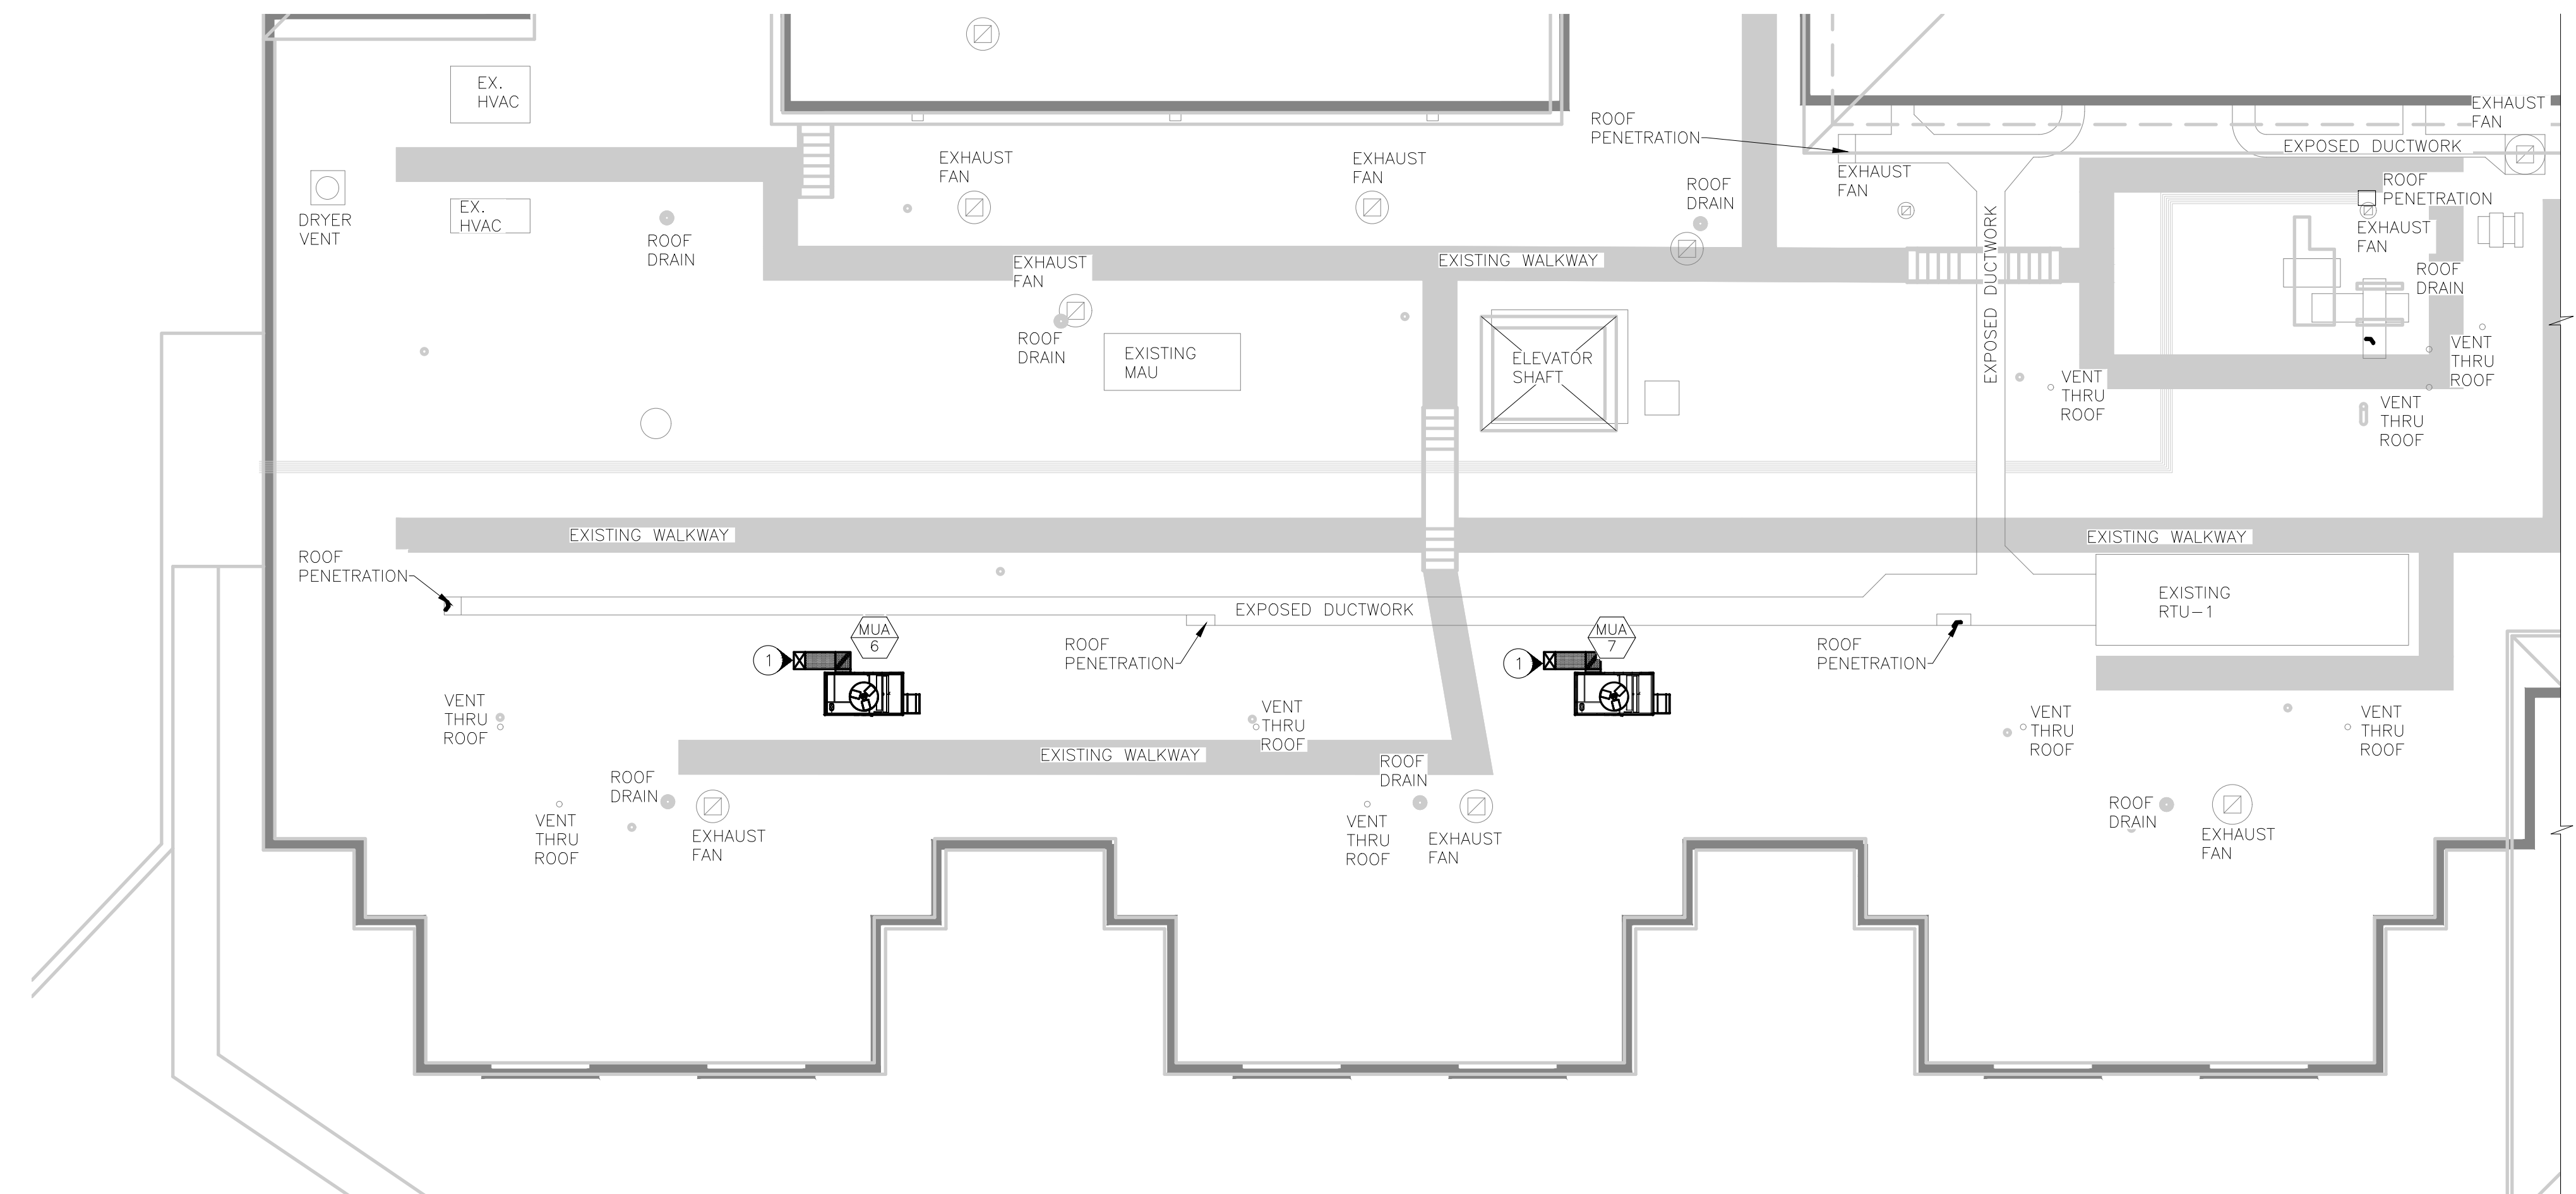 EX.
HVAC
EXHAUST
FAN
ROOF
PENETRATION
EXPOSED DUCTWORK
EXHAUST
FAN
EXHAUST
FAN
EXHAUST
FAN
ROOF
PENETRATION
DRYER
VENT
EX.
HVAC
ROOF
DRAIN
ROOF
DRAIN
EXHAUST
FAN
EXHAUST
FAN
EXISTING WALKWAY
EXPOSED DUCTWORK
ROOF
DRAIN
ROOF
DRAIN
EXISTING
MAU
ELEVATOR
SHAFT
VENT
THRU
ROOF
VENT
THRU
ROOF
VENT
THRU
ROOF
EXISTING WALKWAY
EXISTING WALKWAY
ROOF
PENETRATION
EXPOSED DUCTWORK
EXISTING
RTU-1
MUA
6
MUA
7
1
ROOF
PENETRATION
1
ROOF
PENETRATION
VENT
THRU
ROOF
VENT
THRU
ROOF
VENT
THRU
ROOF
VENT
THRU
ROOF
EXISTING WALKWAY
ROOF
DRAIN
ROOF
DRAIN
ROOF
DRAIN
VENT
THRU
ROOF
EXHAUST
FAN
VENT
THRU
ROOF
EXHAUST
FAN
EXHAUST
FAN